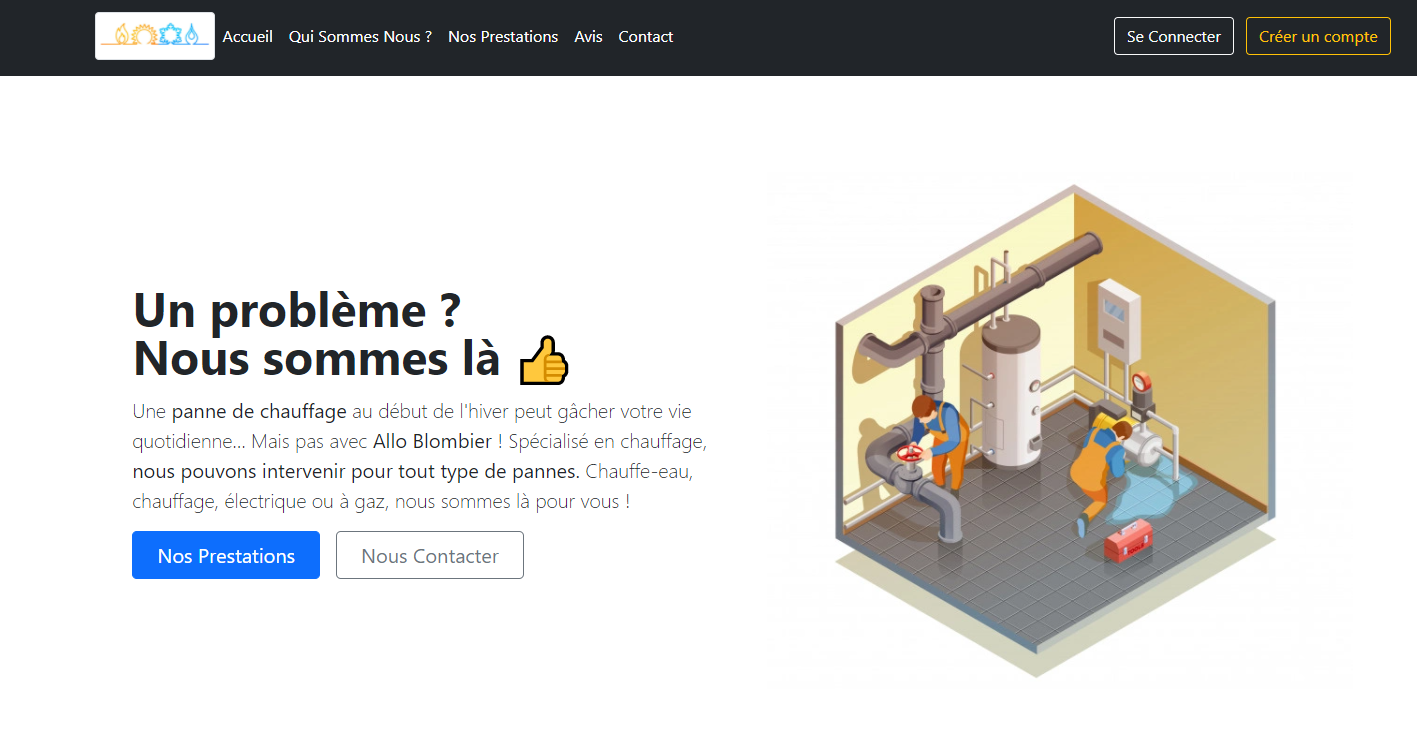 Accueil Qui Sommes Nous ? Nos Prestations Avis Contact Se Connecter Créer un compte
Un problème ?
Nous sommes là 👍
Une panne de chauffage au début de l'hiver peut gâcher votre vie
quotidienne... Mais pas avec Allo Blombier ! Spécialisé en chauffage,
nous pouvons intervenir pour tout type de pannes. Chauffe-eau,
chauffage, électrique ou à gaz, nous sommes là pour vous !
Nos Prestations Nous Contacter